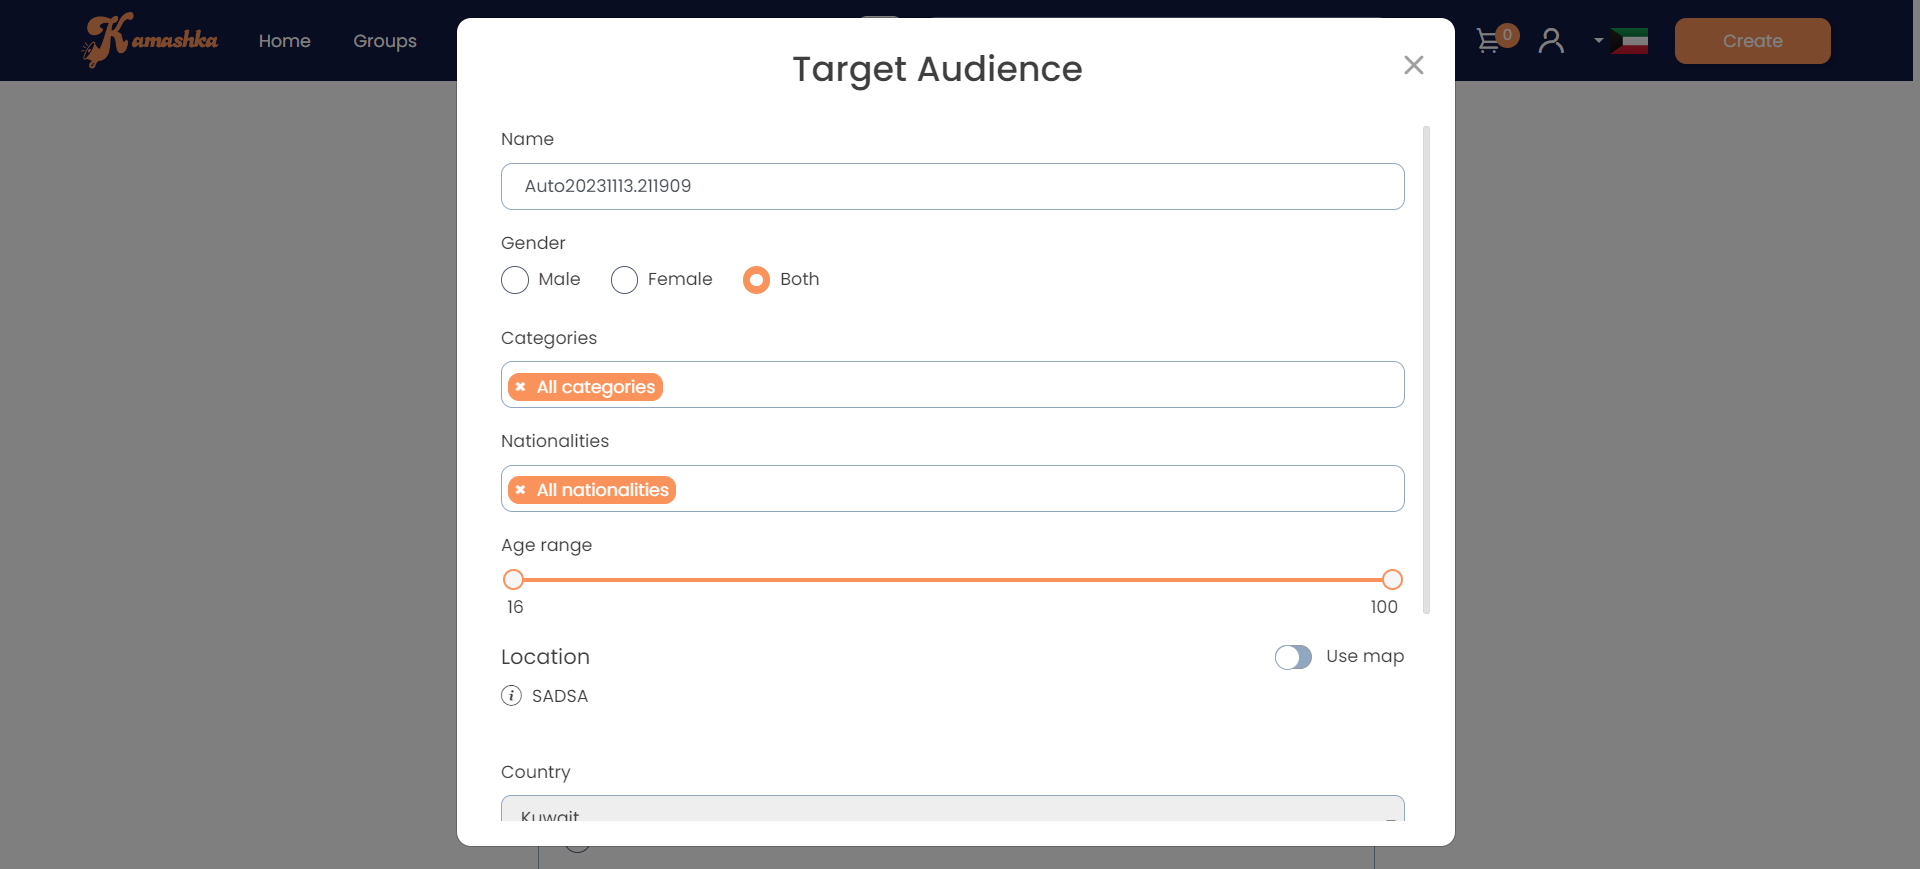 Kamashka
Home
Groups
0
Create
Target Audience
Name
Auto20231113.211909
Gender
Male
Female
Both
Categories
× All categories
Nationalities
× All nationalities
Age range
16
100
Location
Use map
i SADSA
Country
Kuwait